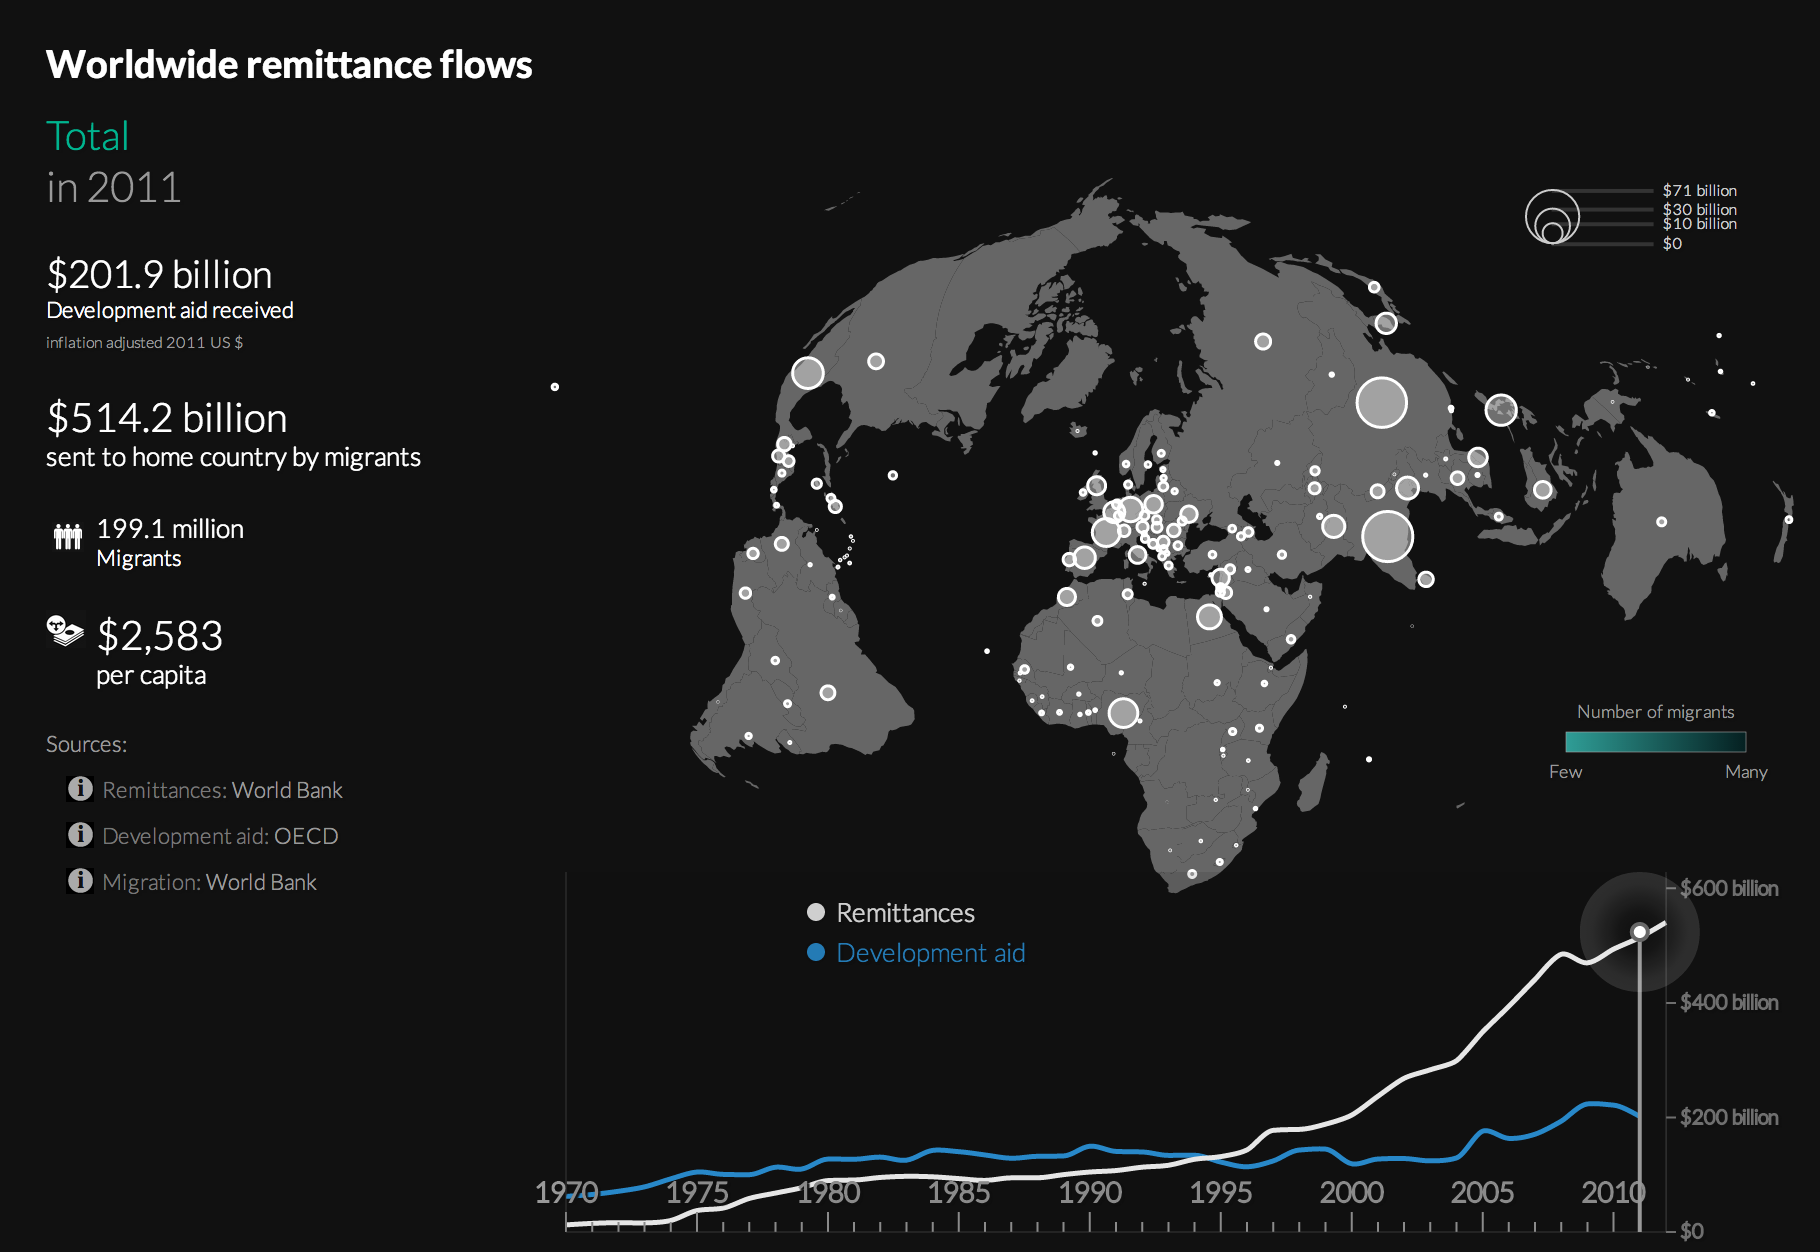 Worldwide remittance flows
Total
in 2011
$201.9 billion
Development aid received
inflation adjusted 2011 US $
$514.2 billion
sent to home country by migrants
199.1 million
Migrants
$2,583
per capita
Sources:
Remittances: World Bank
Development aid: OECD
Migration: World Bank
$71 billion
$30 billion
$10 billion
$0
Number of migrants
Few Many
Remittances
Development aid
$600 billion
$400 billion
$200 billion
$0
1970 1975 1980 1985 1990 1995 2000 2005 2010